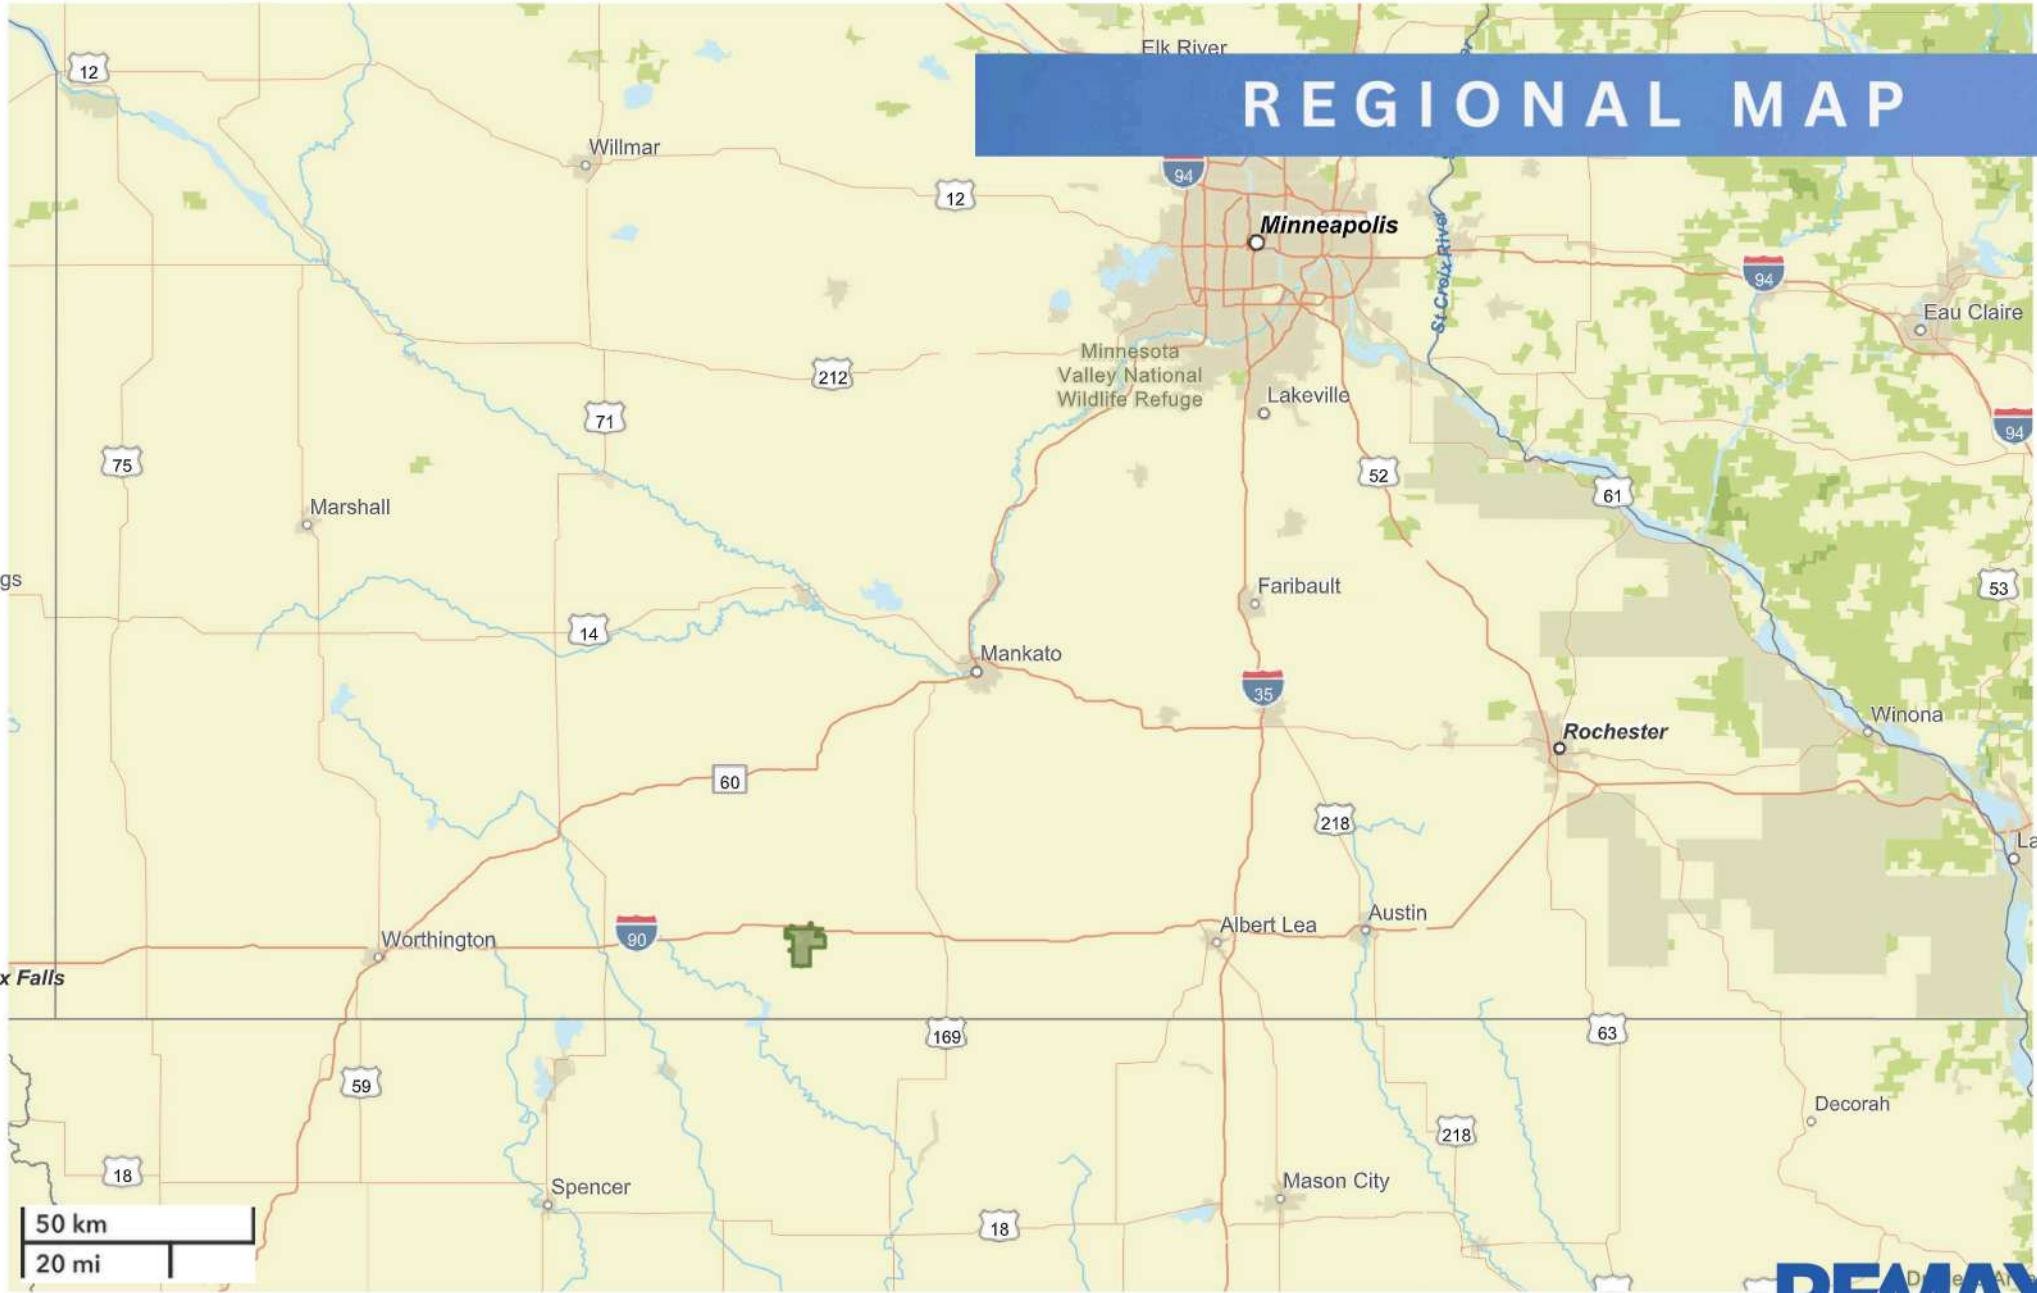 Elk River
REGIONAL MAP
12
Willmar
12
94
Minneapolis
St Croix River
94
Eau Claire
Minnesota
Valley National
Wildlife Refuge
212
Lakeville
71
94
75
52
61
Marshall
gs
Faribault
53
14
Mankato
35
Winona
Rochester
60
218
La
Austin
Albert Lea
Worthington
90
x Falls
169
63
59
Decorah
218
18
Spencer
Mason City
18
50 km
20 mi
REMAX